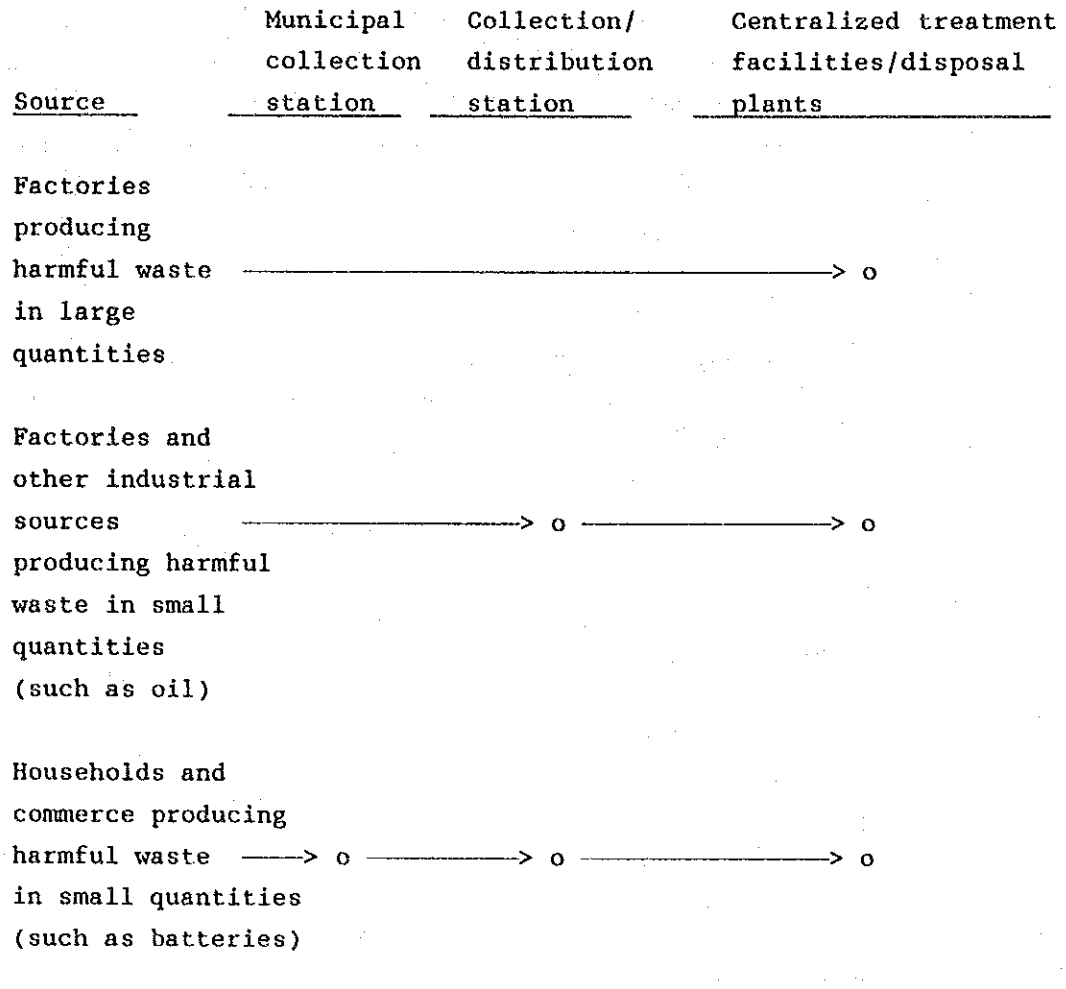 Municipal Collection/ Centralized treatment
collection distribution facilities/disposal
Source station station plants
Factories
producing
harmful waste ————> o
in large
quantities
Factories and
other industrial
sources ————> o ————> o
producing harmful
waste in small
quantities
(such as oil)
Households and
commerce producing
harmful waste ——> o ————> o ————> o
in small quantities
(such as batteries)